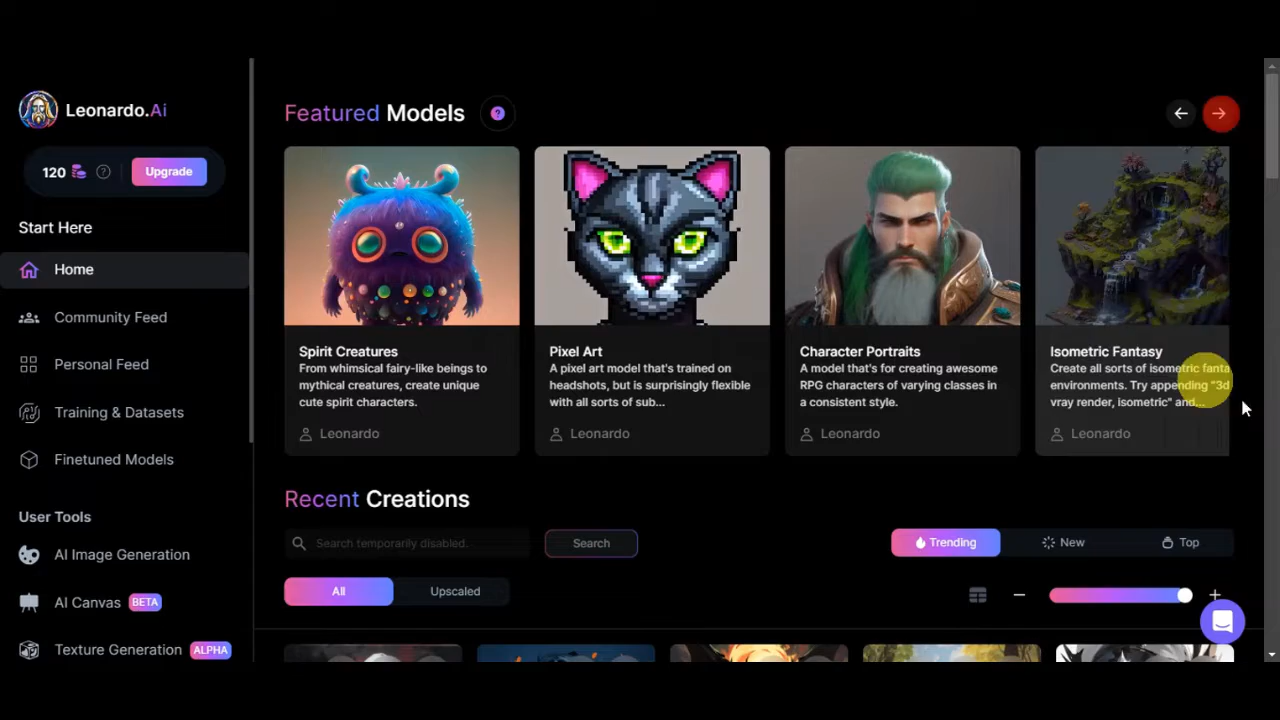 Leonardo.Ai
120
Upgrade
Start Here
Home
Community Feed
Personal Feed
Training & Datasets
Finetuned Models
User Tools
AI Image Generation
AI Canvas BETA
Texture Generation ALPHA
Featured Models ?
Spirit Creatures
From whimsical fairy-like beings to
mythical creatures, create unique
cute spirit characters.
Leonardo
Pixel Art
A pixel art model that's trained on
headshots, but is surprisingly flexible
with all sorts of sub...
Leonardo
Character Portraits
A model that's for creating awesome
RPG characters of varying classes in
a consistent style.
Leonardo
Isometric Fantasy
Create all sorts of isometric fanta
environments. Try appending "3d
vray render, isometric" and...
Leonardo
Recent Creations
Search temporarily disabled.
Search
Trending
New
Top
All
Upscaled